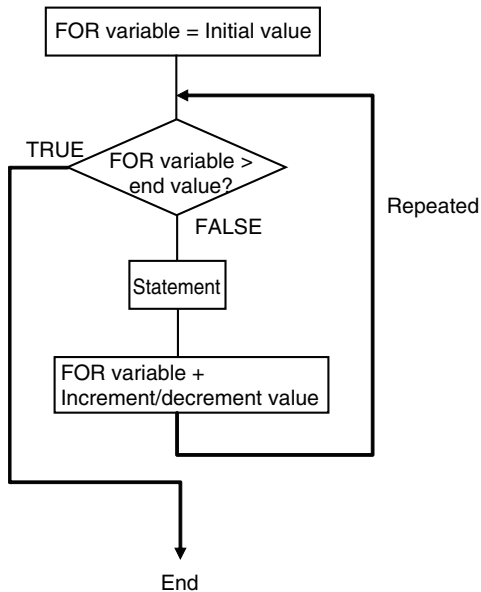 FOR variable = Initial value
TRUE
FOR variable >
end value?
Repeated
FALSE
Statement
FOR variable +
Increment/decrement value
End